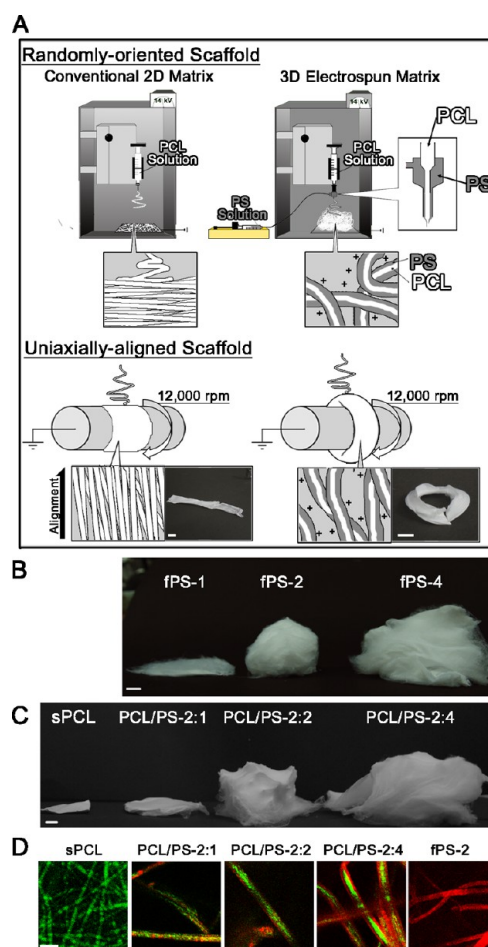 A
Randomly-oriented Scaffold
Conventional 2D Matrix
3D Electrospun Matrix
14 kV
14 kV
PCL
Solution
PCL
Solution
PCL
PS
PS
Solution
PS
PCL
Uniaxially-aligned Scaffold
12,000 rpm
12,000 rpm
Alignment
B
fPS-1 fPS-2 fPS-4
C
sPCL PCL/PS-2:1 PCL/PS-2:2 PCL/PS-2:4
D
sPCL PCL/PS-2:1 PCL/PS-2:2 PCL/PS-2:4 fPS-2